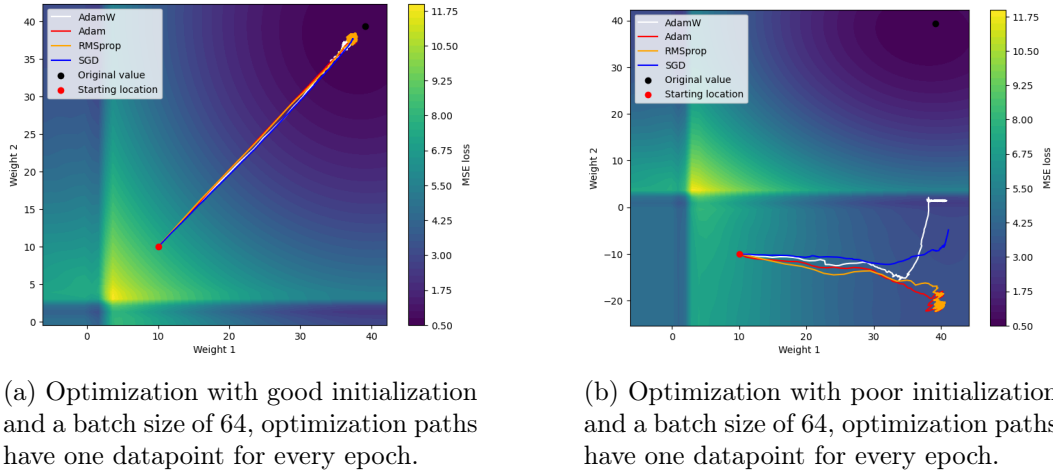 40
35
30
25
20
15
10
5
0
Weight 2
0
10
20
30
40
Weight 1
AdamW
Adam
RMSprop
SGD
Original value
Starting location
11.75
10.50
9.25
8.00
6.75
5.50
4.25
3.00
1.75
0.50
MSE loss
40
30
20
10
0
−10
−20
Weight 2
0
10
20
30
40
Weight 1
AdamW
Adam
RMSprop
SGD
Original value
Starting location
11.75
10.50
9.25
8.00
6.75
5.50
4.25
3.00
1.75
0.50
MSE loss
(a) Optimization with good initialization
and a batch size of 64, optimization paths
have one datapoint for every epoch.
(b) Optimization with poor initialization
and a batch size of 64, optimization paths
have one datapoint for every epoch.